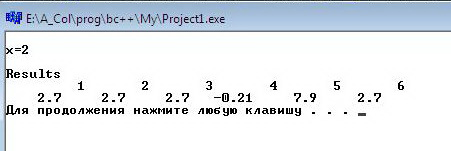 E:\A_Col\prog\bc++\My\Project1.exe
x=2
Results
1 2 3 4 5 6
2.7 2.7 2.7 -0.21 7.9 2.7
Для продолжения нажмите любую клавишу . . . _